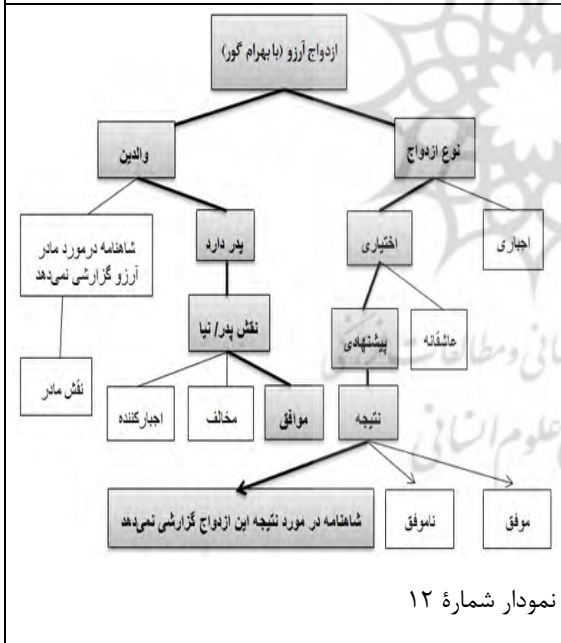 ازدواج آرزو (با بهرام گور)
نوع ازدواج
والدین
اجباری
اختیاری
پدر دارد
شاهنامه درمورد مادر
آرزو گزارشی نمی‌دهد
عاشقانه
پیشنهادی
نقش پدر/ نیا
نقش مادر
نتیجه
موافق
مخالف
اجبارکننده
موفق
ناموفق
شاهنامه در مورد نتیجه این ازدواج گزارشی نمی‌دهد
نمودار شمارۀ ۱۲